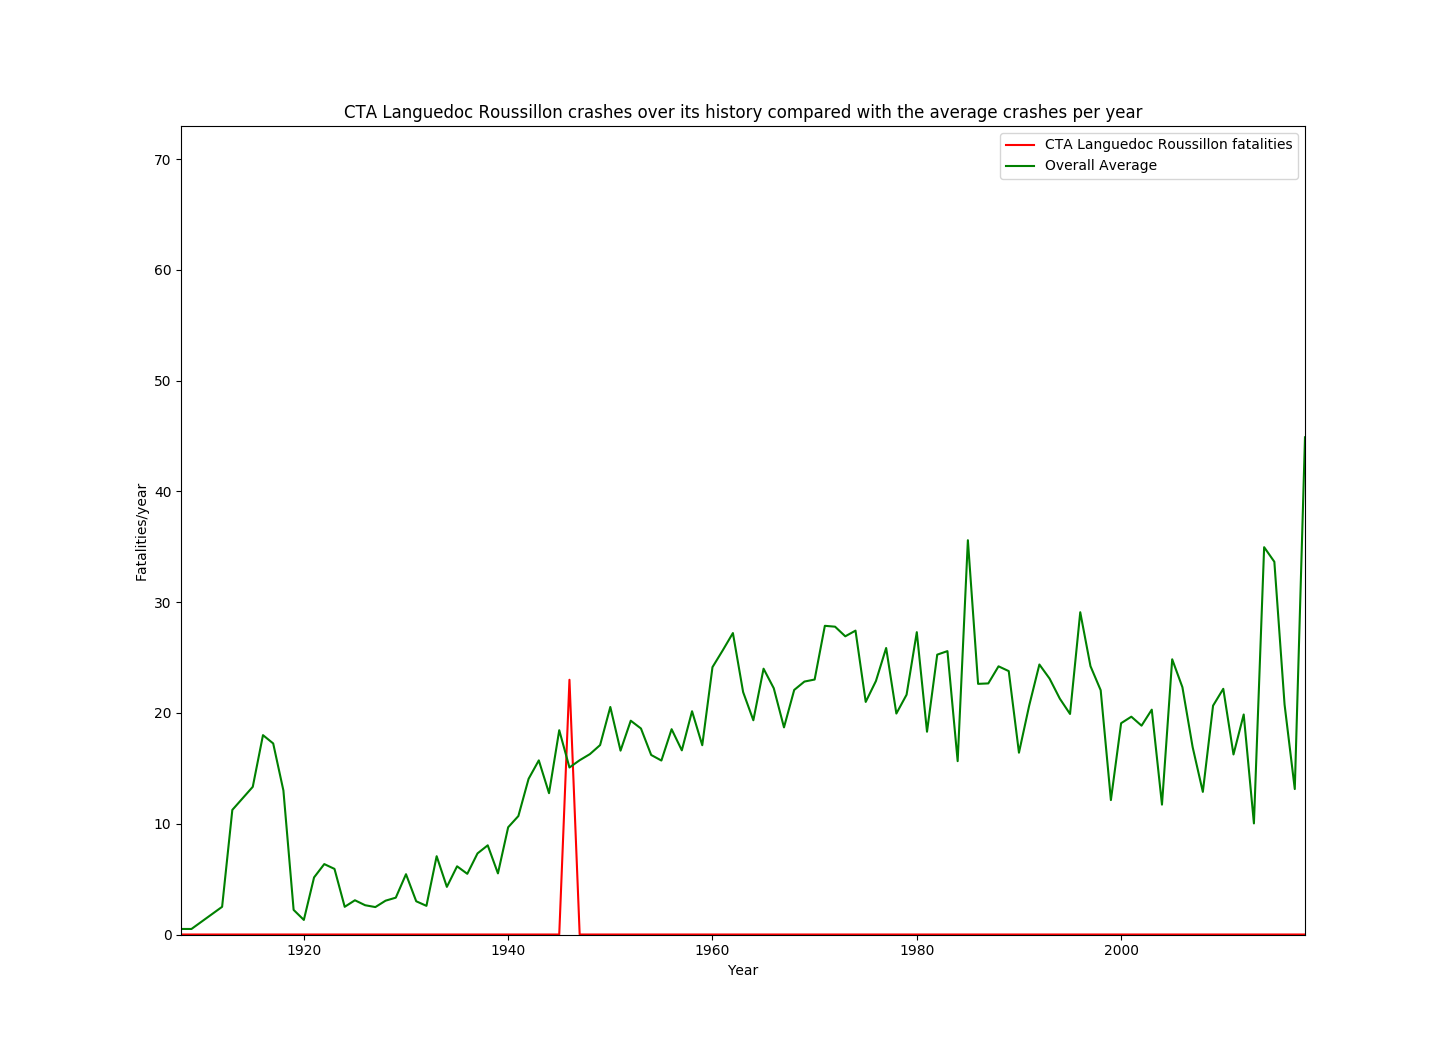 CTA Languedoc Roussillon crashes over its history compared with the average crashes per year
CTA Languedoc Roussillon fatalities
Overall Average
70
60
50
40
30
20
10
0
Fatalities/year
1920
1940
1960
1980
2000
Year